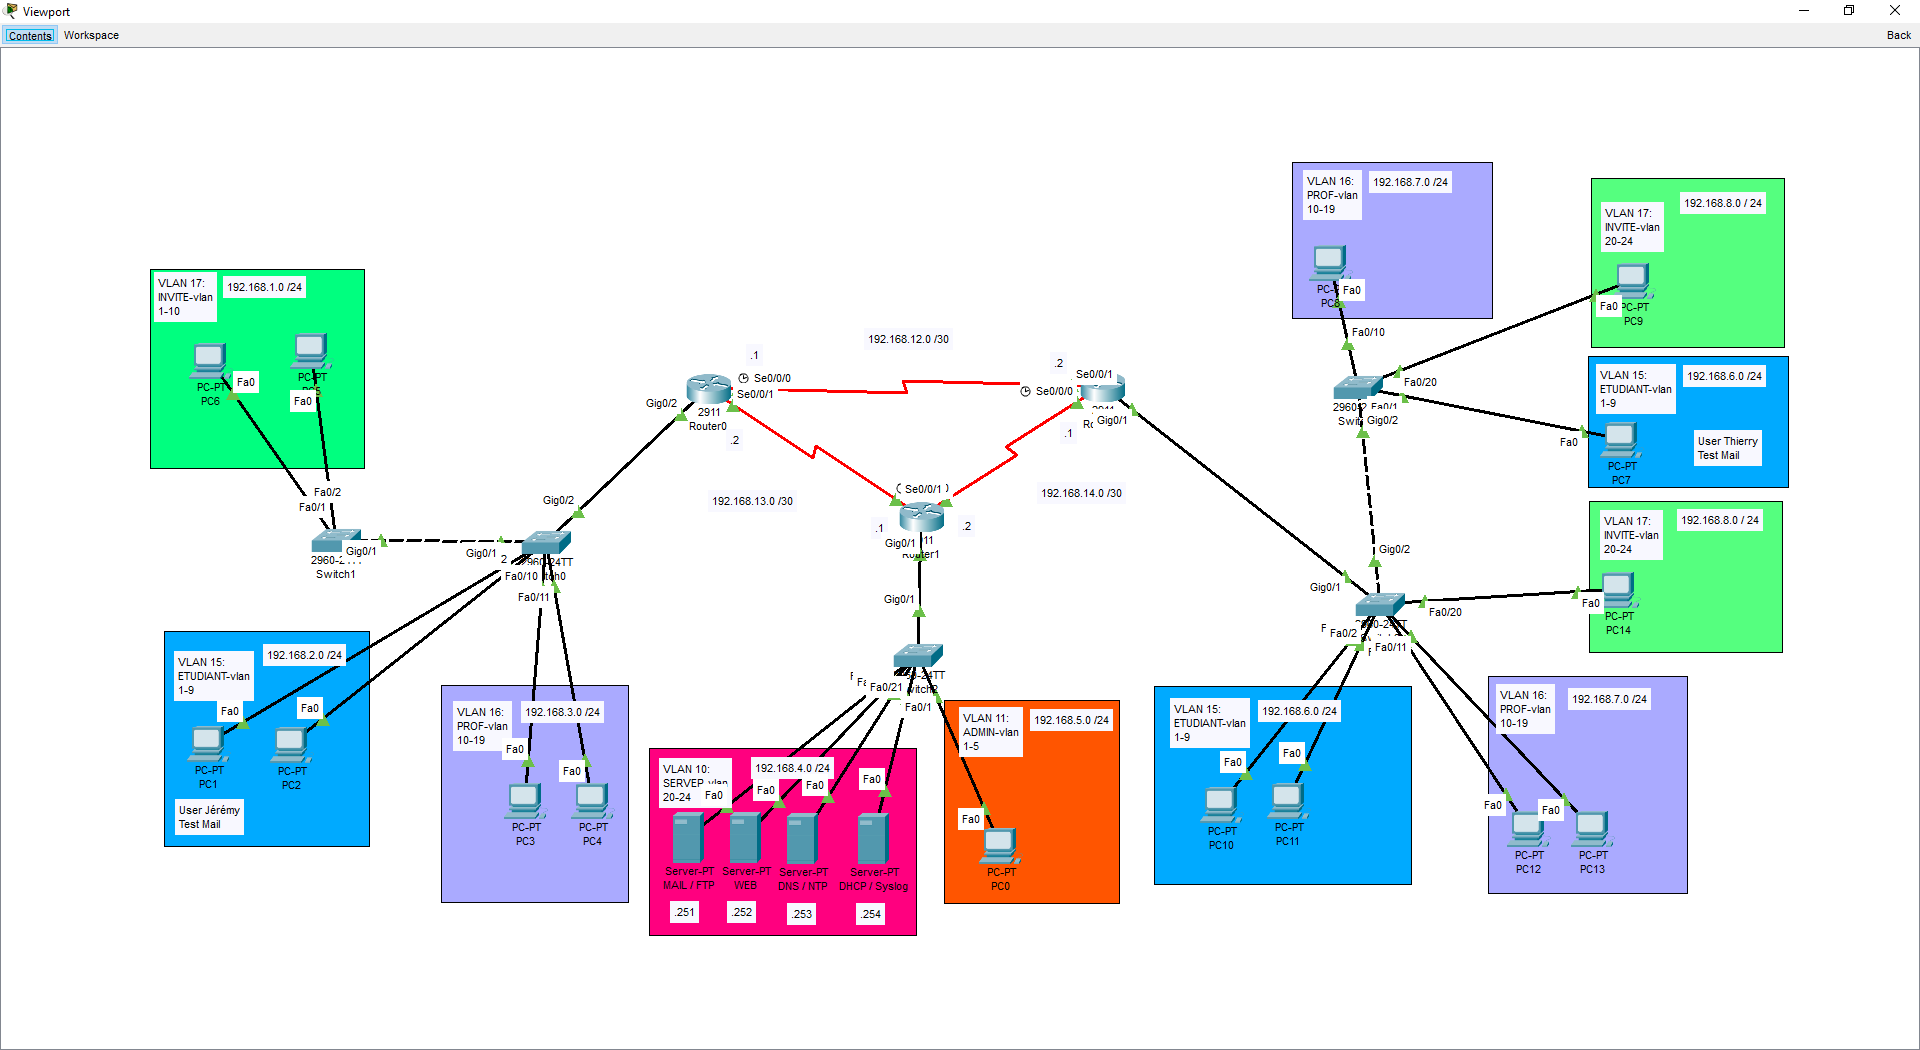 Viewport
Contents
Workspace
Back
VLAN 16:
PROF-vlan
10-19
192.168.7.0 /24
PC8
Fa0
Fa0/10
VLAN 17:
INVITE-vlan
20-24
192.168.8.0 / 24
Fa0
PC-PT
PC9
Fa0/20
Fa0/1
Gig0/2
VLAN 15:
ETUDIANT-vlan
1-9
192.168.6.0 /24
Fa0
PC-PT
PC7
User Thierry
Test Mail
VLAN 17:
INVITE-vlan
1-10
192.168.1.0 /24
PC-PT
PC6
Fa0
PC-PT
Fa0
Fa0/2
Fa0/1
Gig0/1
Switch1
Gig0/1
2
Fa0/10
Fa0/11
Gig0/2
Gig0/2
.1
Se0/0/0
Se0/0/1
2911
Router0
.2
192.168.12.0 /30
.2
Se0/0/1
Se0/0/0
Gig0/1
.1
192.168.13.0 /30
192.168.14.0 /30
Se0/0/1
.1
.2
Gig0/1
Router1
Gig0/1
Fa0/21
Fa0/1
Gig0/2
Gig0/1
Fa0/20
Fa0/2
Fa0/11
VLAN 17:
INVITE-vlan
20-24
192.168.8.0 / 24
Fa0
PC-PT
PC14
VLAN 15:
ETUDIANT-vlan
1-9
192.168.2.0 /24
Fa0
Fa0
PC-PT
PC1
PC-PT
PC2
User Jérémy
Test Mail
VLAN 16:
PROF-vlan
10-19
192.168.3.0 /24
Fa0
Fa0
PC-PT
PC3
PC-PT
PC4
VLAN 10:
SERVER-vlan
20-24
192.168.4.0 /24
Fa0
Fa0
Fa0
Fa0
Server-PT
MAIL / FTP
Server-PT
WEB
Server-PT
DNS / NTP
Server-PT
DHCP / Syslog
.251
.252
.253
.254
VLAN 11:
ADMIN-vlan
1-5
192.168.5.0 /24
Fa0
PC-PT
PC0
VLAN 15:
ETUDIANT-vlan
1-9
192.168.6.0 /24
Fa0
Fa0
PC-PT
PC10
PC-PT
PC11
VLAN 16:
PROF-vlan
10-19
192.168.7.0 /24
Fa0
Fa0
PC-PT
PC12
PC-PT
PC13